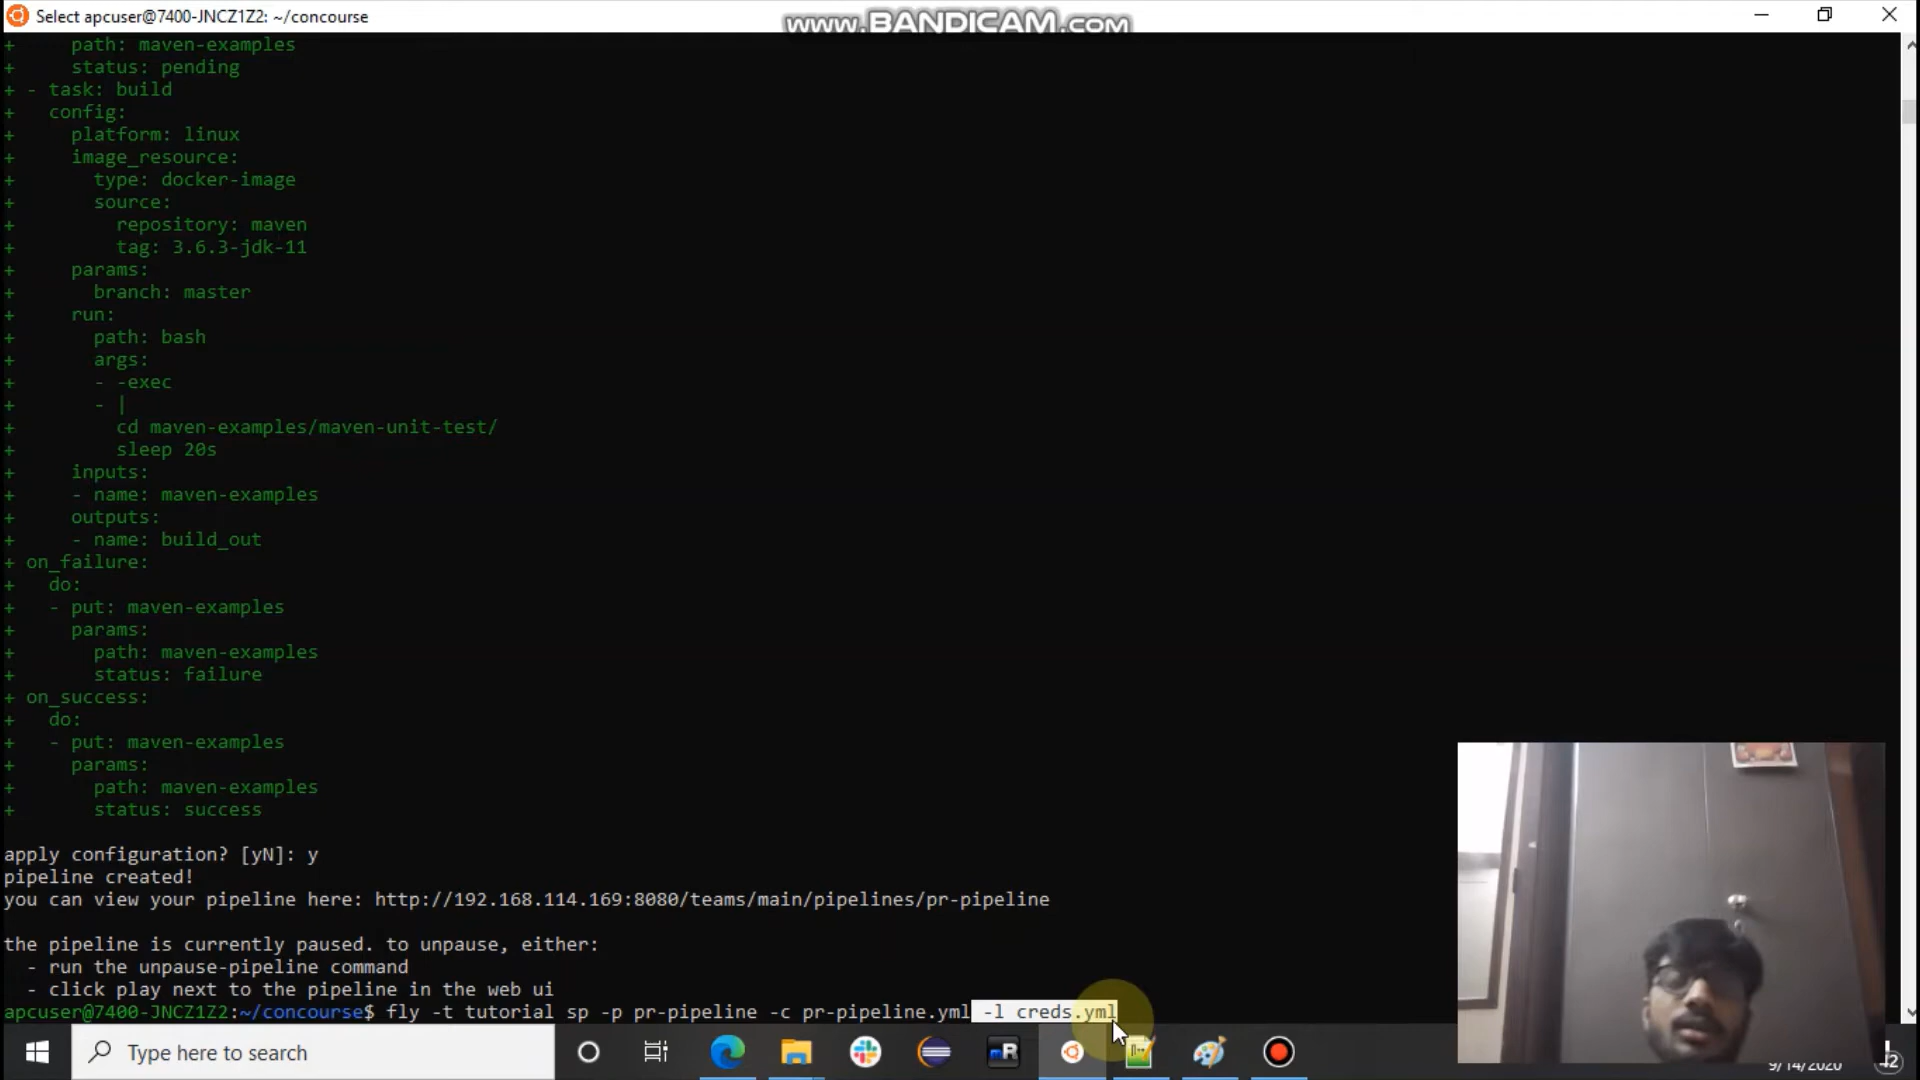 Select apcuser@7400-JNCZ1Z2: ~/concourse
www.BANDICAM.com
+     path: maven-examples
+     status: pending
+ - task: build
+   config:
+     platform: linux
+     image_resource:
+       type: docker-image
+       source:
+         repository: maven
+         tag: 3.6.3-jdk-11
+     params:
+       branch: master
+     run:
+       path: bash
+       args:
+       - -exec
+       - |
+         cd maven-examples/maven-unit-test/
+         sleep 20s
+     inputs:
+     - name: maven-examples
+     outputs:
+     - name: build_out
+ on_failure:
+   do:
+   - put: maven-examples
+     params:
+       path: maven-examples
+       status: failure
+ on_success:
+   do:
+   - put: maven-examples
+     params:
+       path: maven-examples
+       status: success
apply configuration? [yN]: y
pipeline created!
you can view your pipeline here: http://192.168.114.169:8080/teams/main/pipelines/pr-pipeline
the pipeline is currently paused. to unpause, either:
  - run the unpause-pipeline command
  - click play next to the pipeline in the web ui
apcuser@7400-JNCZ1Z2:~/concourse$ fly -t tutorial sp -p pr-pipeline -c pr-pipeline.yml -l creds.yml
Type here to search
9/14/2020